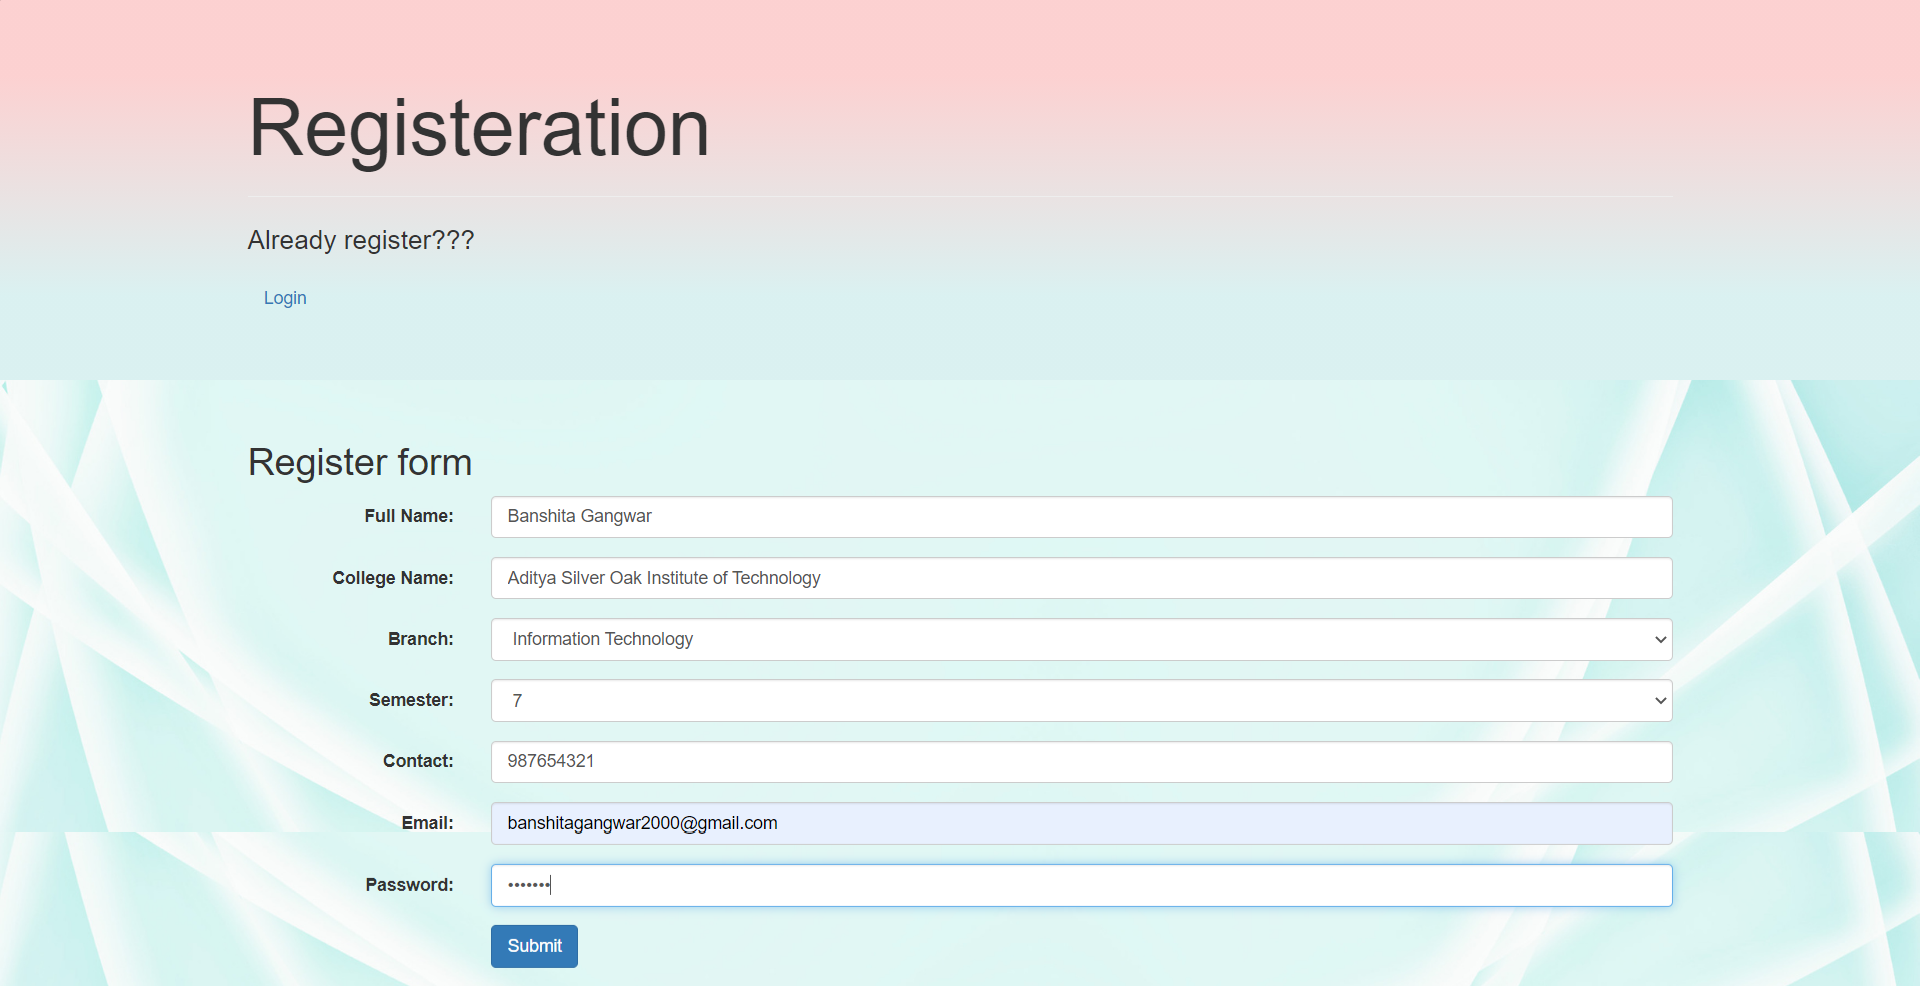 Registeration
Already register???
Login
Register form
Full Name: Banshita Gangwar
College Name: Aditya Silver Oak Institute of Technology
Branch: Information Technology
Semester: 7
Contact: 987654321
Email: banshitagangwar2000@gmail.com
Password: •••••••
Submit